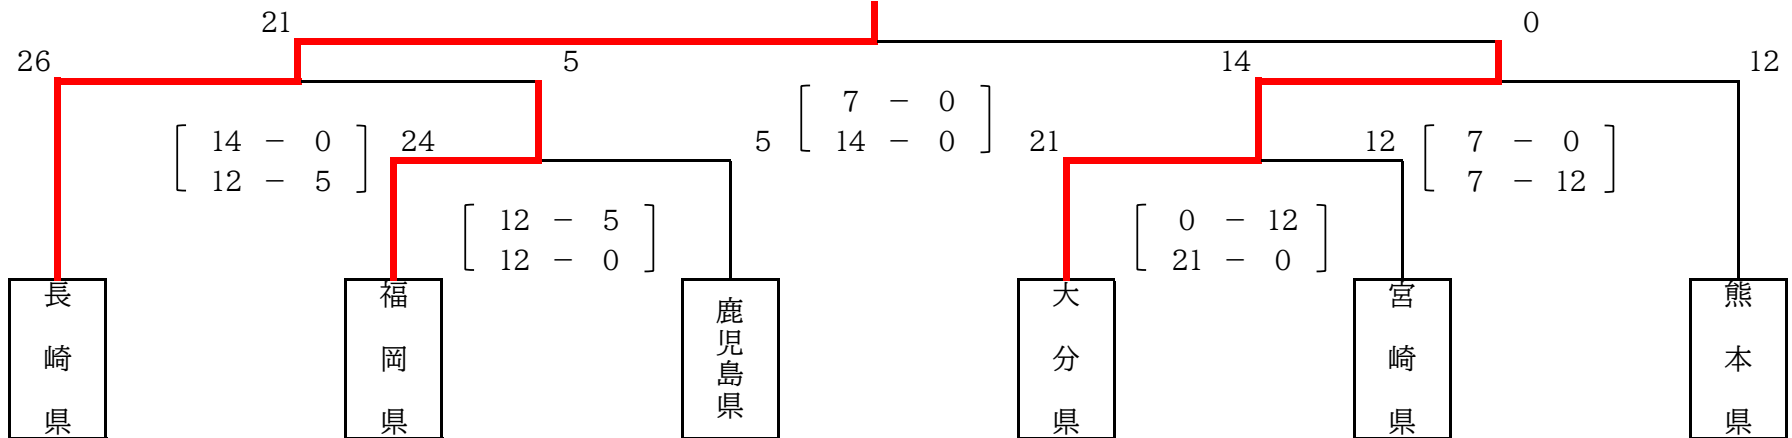 21 0
26 5 14 12
[ 7 － 0 ]
[ 14 － 0 ] 24 5 [ 14 － 0 ] 21 12 [ 7 － 0 ]
[ 12 － 5 ] [ 7 － 12 ]
[ 12 － 5 ] [ 0 － 12 ]
[ 12 － 0 ] [ 21 － 0 ]
長崎県
福岡県
鹿児島県
大分県
宮崎県
熊本県